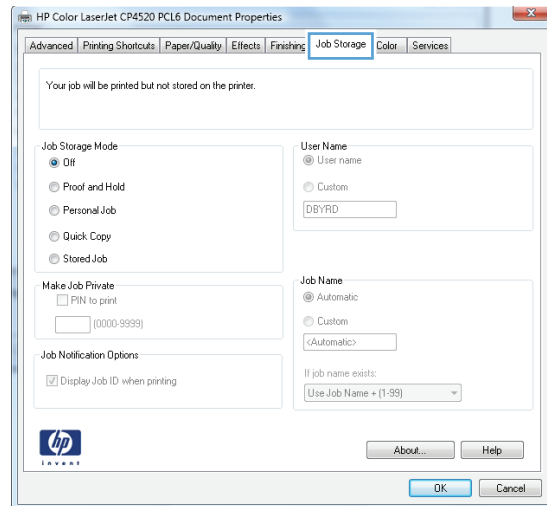 HP Color LaserJet CP4520 PCL6 Document Properties
Advanced Printing Shortcuts Paper/Quality Effects Finishing Job Storage Color Services
Your job will be printed but not stored on the printer.
Job Storage Mode
Off
Proof and Hold
Personal Job
Quick Copy
Stored Job
User Name
User name
Custom
DBYRD
Make Job Private
PIN to print
(0000-9999)
Job Name
Automatic
Custom
<Automatic>
If job name exists:
Use Job Name + (1-99)
Job Notification Options
Display Job ID when printing
hp
invent
About... Help
OK Cancel